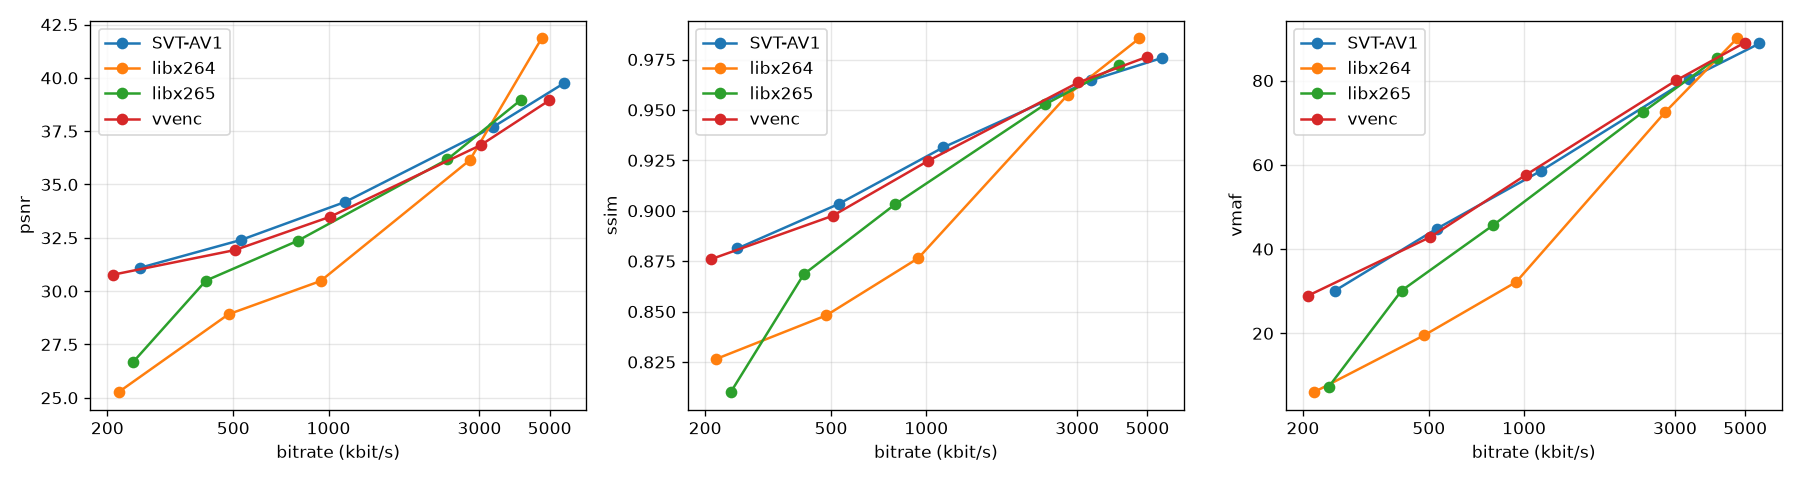 42.5
40.0
37.5
35.0
32.5
30.0
27.5
25.0
psnr
SVT-AV1
libx264
libx265
vvenc
200
500
1000
3000
5000
bitrate (kbit/s)
0.975
0.950
0.925
0.900
0.875
0.850
0.825
ssim
SVT-AV1
libx264
libx265
vvenc
200
500
1000
3000
5000
bitrate (kbit/s)
80
60
40
20
vmaf
SVT-AV1
libx264
libx265
vvenc
200
500
1000
3000
5000
bitrate (kbit/s)